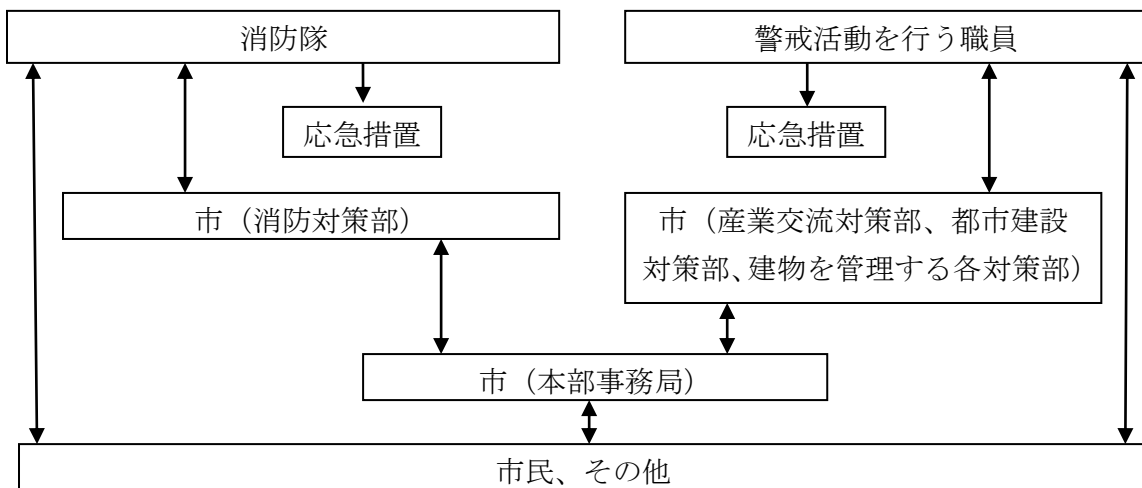 消防隊
警戒活動を行う職員
応急措置
応急措置
市（消防対策部）
市（産業交流対策部、都市建設
対策部、建物を管理する各対策部）
市（本部事務局）
市民、その他